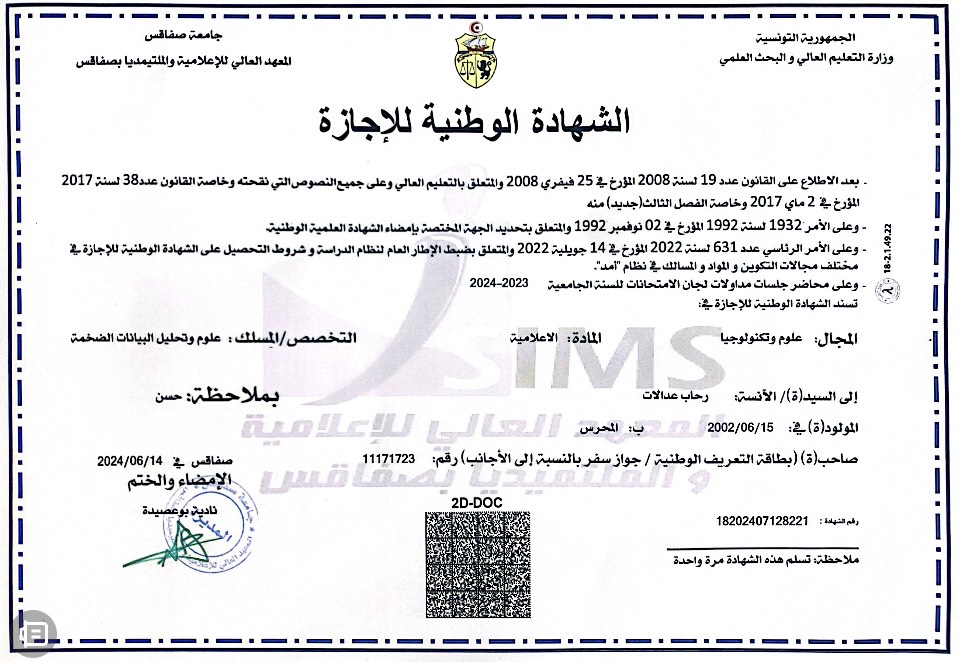 الجمهورية التونسية
وزارة التعليم العالي و البحث العلمي
جامعة صفاقس
المعهد العالي للإعلامية والملتيمديا بصفاقس
الشهادة الوطنية للإجازة
- بعد الاطلاع على القانون عدد 19 لسنة 2008 المؤرخ في 25 فيفري 2008 والمتعلق بالتعليم العالي وعلى جميع النصوص التي نقحته وخاصة القانون عدد 38 لسنة 2017
المؤرخ في 2 ماي 2017 وخاصة الفصل الثالث (جديد) منه
- وعلى الأمر 1932 لسنة 1992 المؤرخ في 02 نوفمبر 1992 والمتعلق بتحديد الجهة المختصة بإمضاء الشهادة العلمية الوطنية.
- وعلى الأمر الرئاسي عدد 631 لسنة 2022 المؤرخ في 14 جويلية 2022 والمتعلق بضبط الإطار العام لنظام الدراسة و شروط التحصيل على الشهادة الوطنية للإجازة في
مختلف مجالات التكوين و المواد و المسالك في نظام "أمد".
- وعلى محاضر جلسات مداولات لجان الامتحانات للسنة الجامعية 2023-2024
تسند الشهادة الوطنية للإجازة في:
18-2.1.49.22
المجال: علوم وتكنولوجيا المادة: الاعلامية التخصص/المسلك: علوم وتحليل البيانات الضخمة
ISIMS
إلى السيد(ة)/ الآنسة: رحاب عدالات بملاحظة: حسن
المعهد العالي للإعلامية
المولود(ة) في: 2002/06/15 ب: المحرس
صاحب(ة) (بطاقة التعريف الوطنية / جواز سفر بالنسبة إلى الأجانب) رقم: 11171723
و الملتيميديا بصفاقس
صفاقس في 2024/06/14
الإمضاء والختم
نادية بوعصيدة
المدير
2D-DOC
رقم الشهادة : 18202407128221
ملاحظة: تسلم هذه الشهادة مرة واحدة